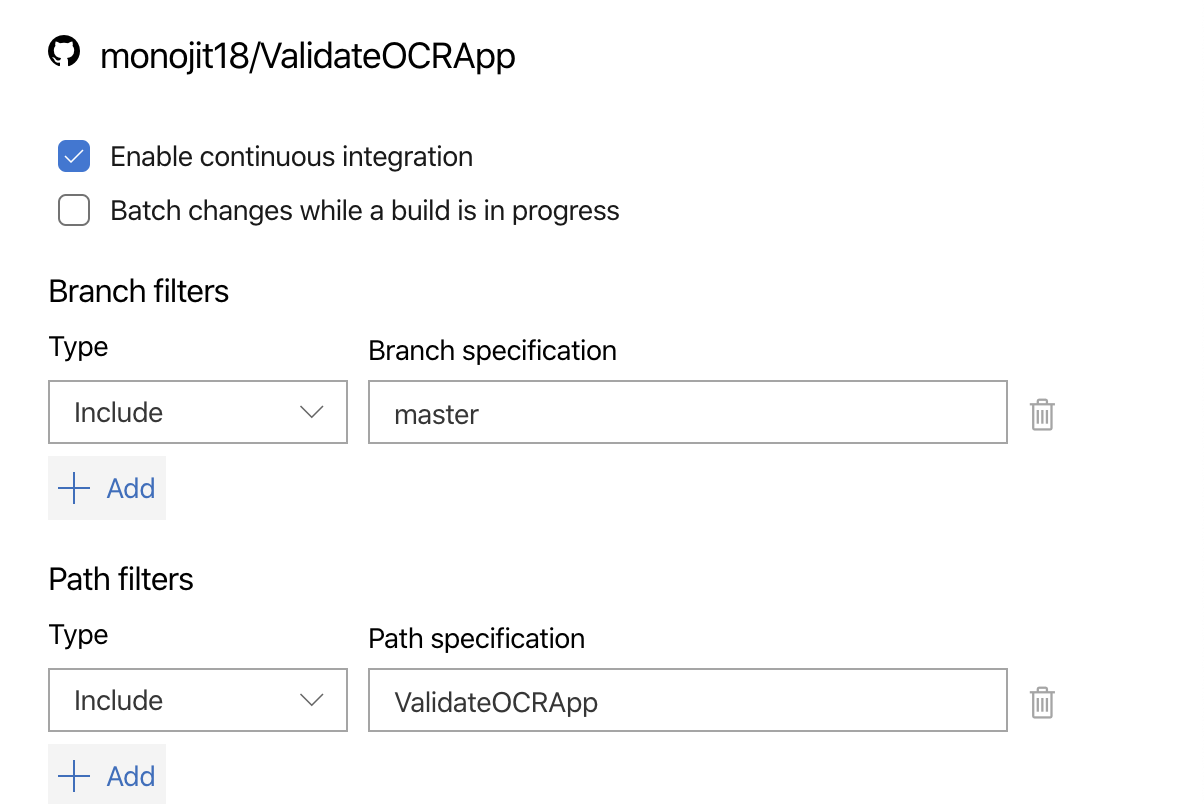 monojit18/ValidateOCRApp
Enable continuous integration
Batch changes while a build is in progress
Branch filters
Type
Branch specification
Include
master
Add
Path filters
Type
Path specification
Include
ValidateOCRApp
Add